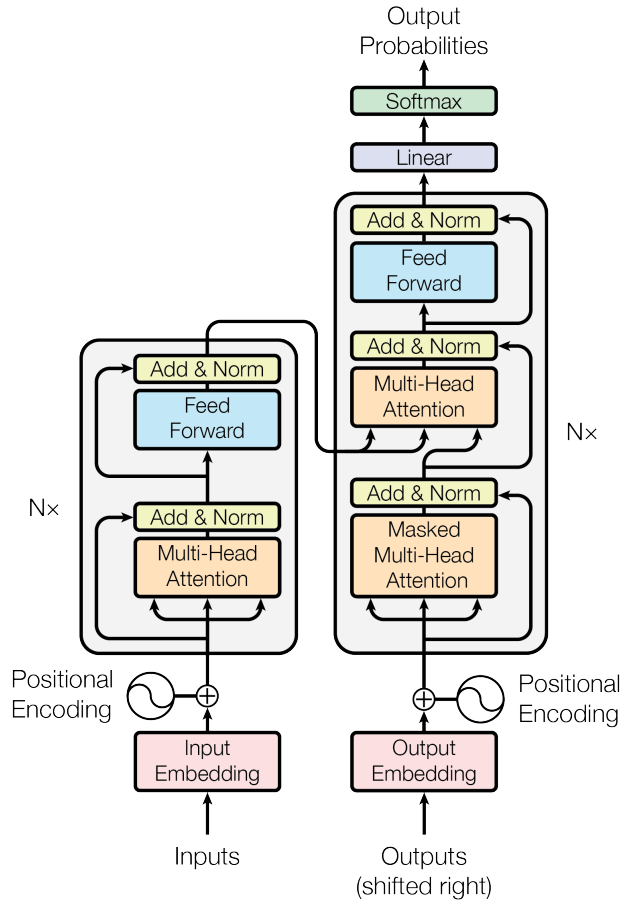 Output
Probabilities
Softmax
Linear
Add & Norm
Feed
Forward
Add & Norm
Multi-Head
Attention
Nx
Add & Norm
Masked
Multi-Head
Attention
Positional
Encoding
Output
Embedding
Outputs
(shifted right)
Add & Norm
Feed
Forward
Nx
Add & Norm
Multi-Head
Attention
Positional
Encoding
Input
Embedding
Inputs